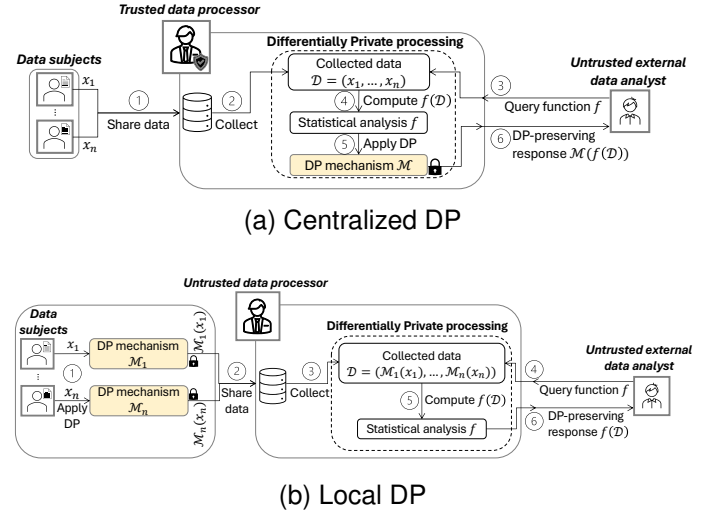 Trusted data processor
Data subjects
x₁
⋮
xₙ
1
Share data
2
Collect
Differentially Private processing
Collected data
𝒟 = (x₁, ..., xₙ)
4 Compute f(𝒟)
Statistical analysis f
5 Apply DP
DP mechanism ℳ
3
Query function f
Untrusted external
data analyst
6 DP-preserving
response ℳ(f(𝒟))
(a) Centralized DP
Untrusted data processor
Data
subjects
x₁
⋮
1
xₙ
Apply
DP
DP mechanism
ℳ₁
DP mechanism
ℳₙ
ℳ₁(x₁)
ℳₙ(xₙ)
2
Share
data
3
Collect
Differentially Private processing
Collected data
𝒟 = (ℳ₁(x₁), ..., ℳₙ(xₙ))
5 Compute f(𝒟)
Statistical analysis f
4
Query function f
Untrusted external
data analyst
6 DP-preserving
response f(𝒟)
(b) Local DP